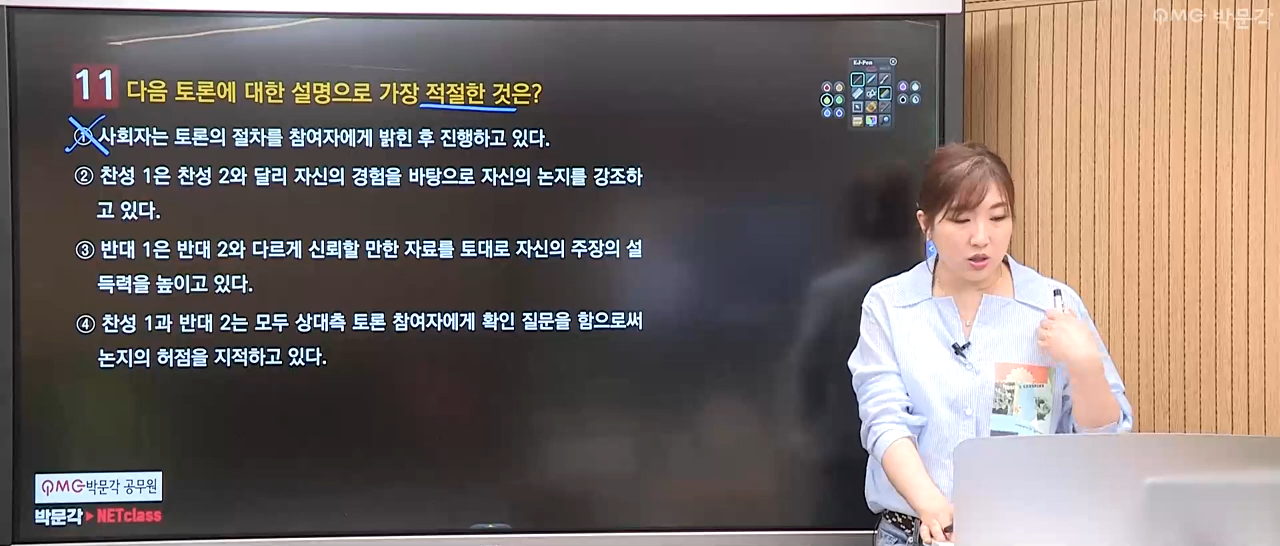 PMG 박문각
11 다음 토론에 대한 설명으로 가장 적절한 것은?
① 사회자는 토론의 절차를 참여자에게 밝힌 후 진행하고 있다.
② 찬성 1은 찬성 2와 달리 자신의 경험을 바탕으로 자신의 논지를 강조하
고 있다.
③ 반대 1은 반대 2와 다르게 신뢰할 만한 자료를 토대로 자신의 주장의 설
득력을 높이고 있다.
④ 찬성 1과 반대 2는 모두 상대측 토론 참여자에게 확인 질문을 함으로써
논지의 허점을 지적하고 있다.
PMG 박문각 공무원
박문각 ▶ NETclass